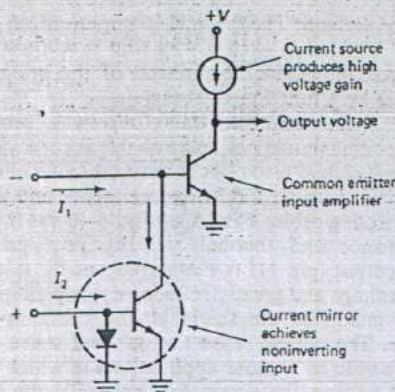 +V
Current source
produces high
voltage gain
Output voltage
−
I₁
Common emitter
input amplifier
I₂
+
Current mirror
achieves
noninverting
input